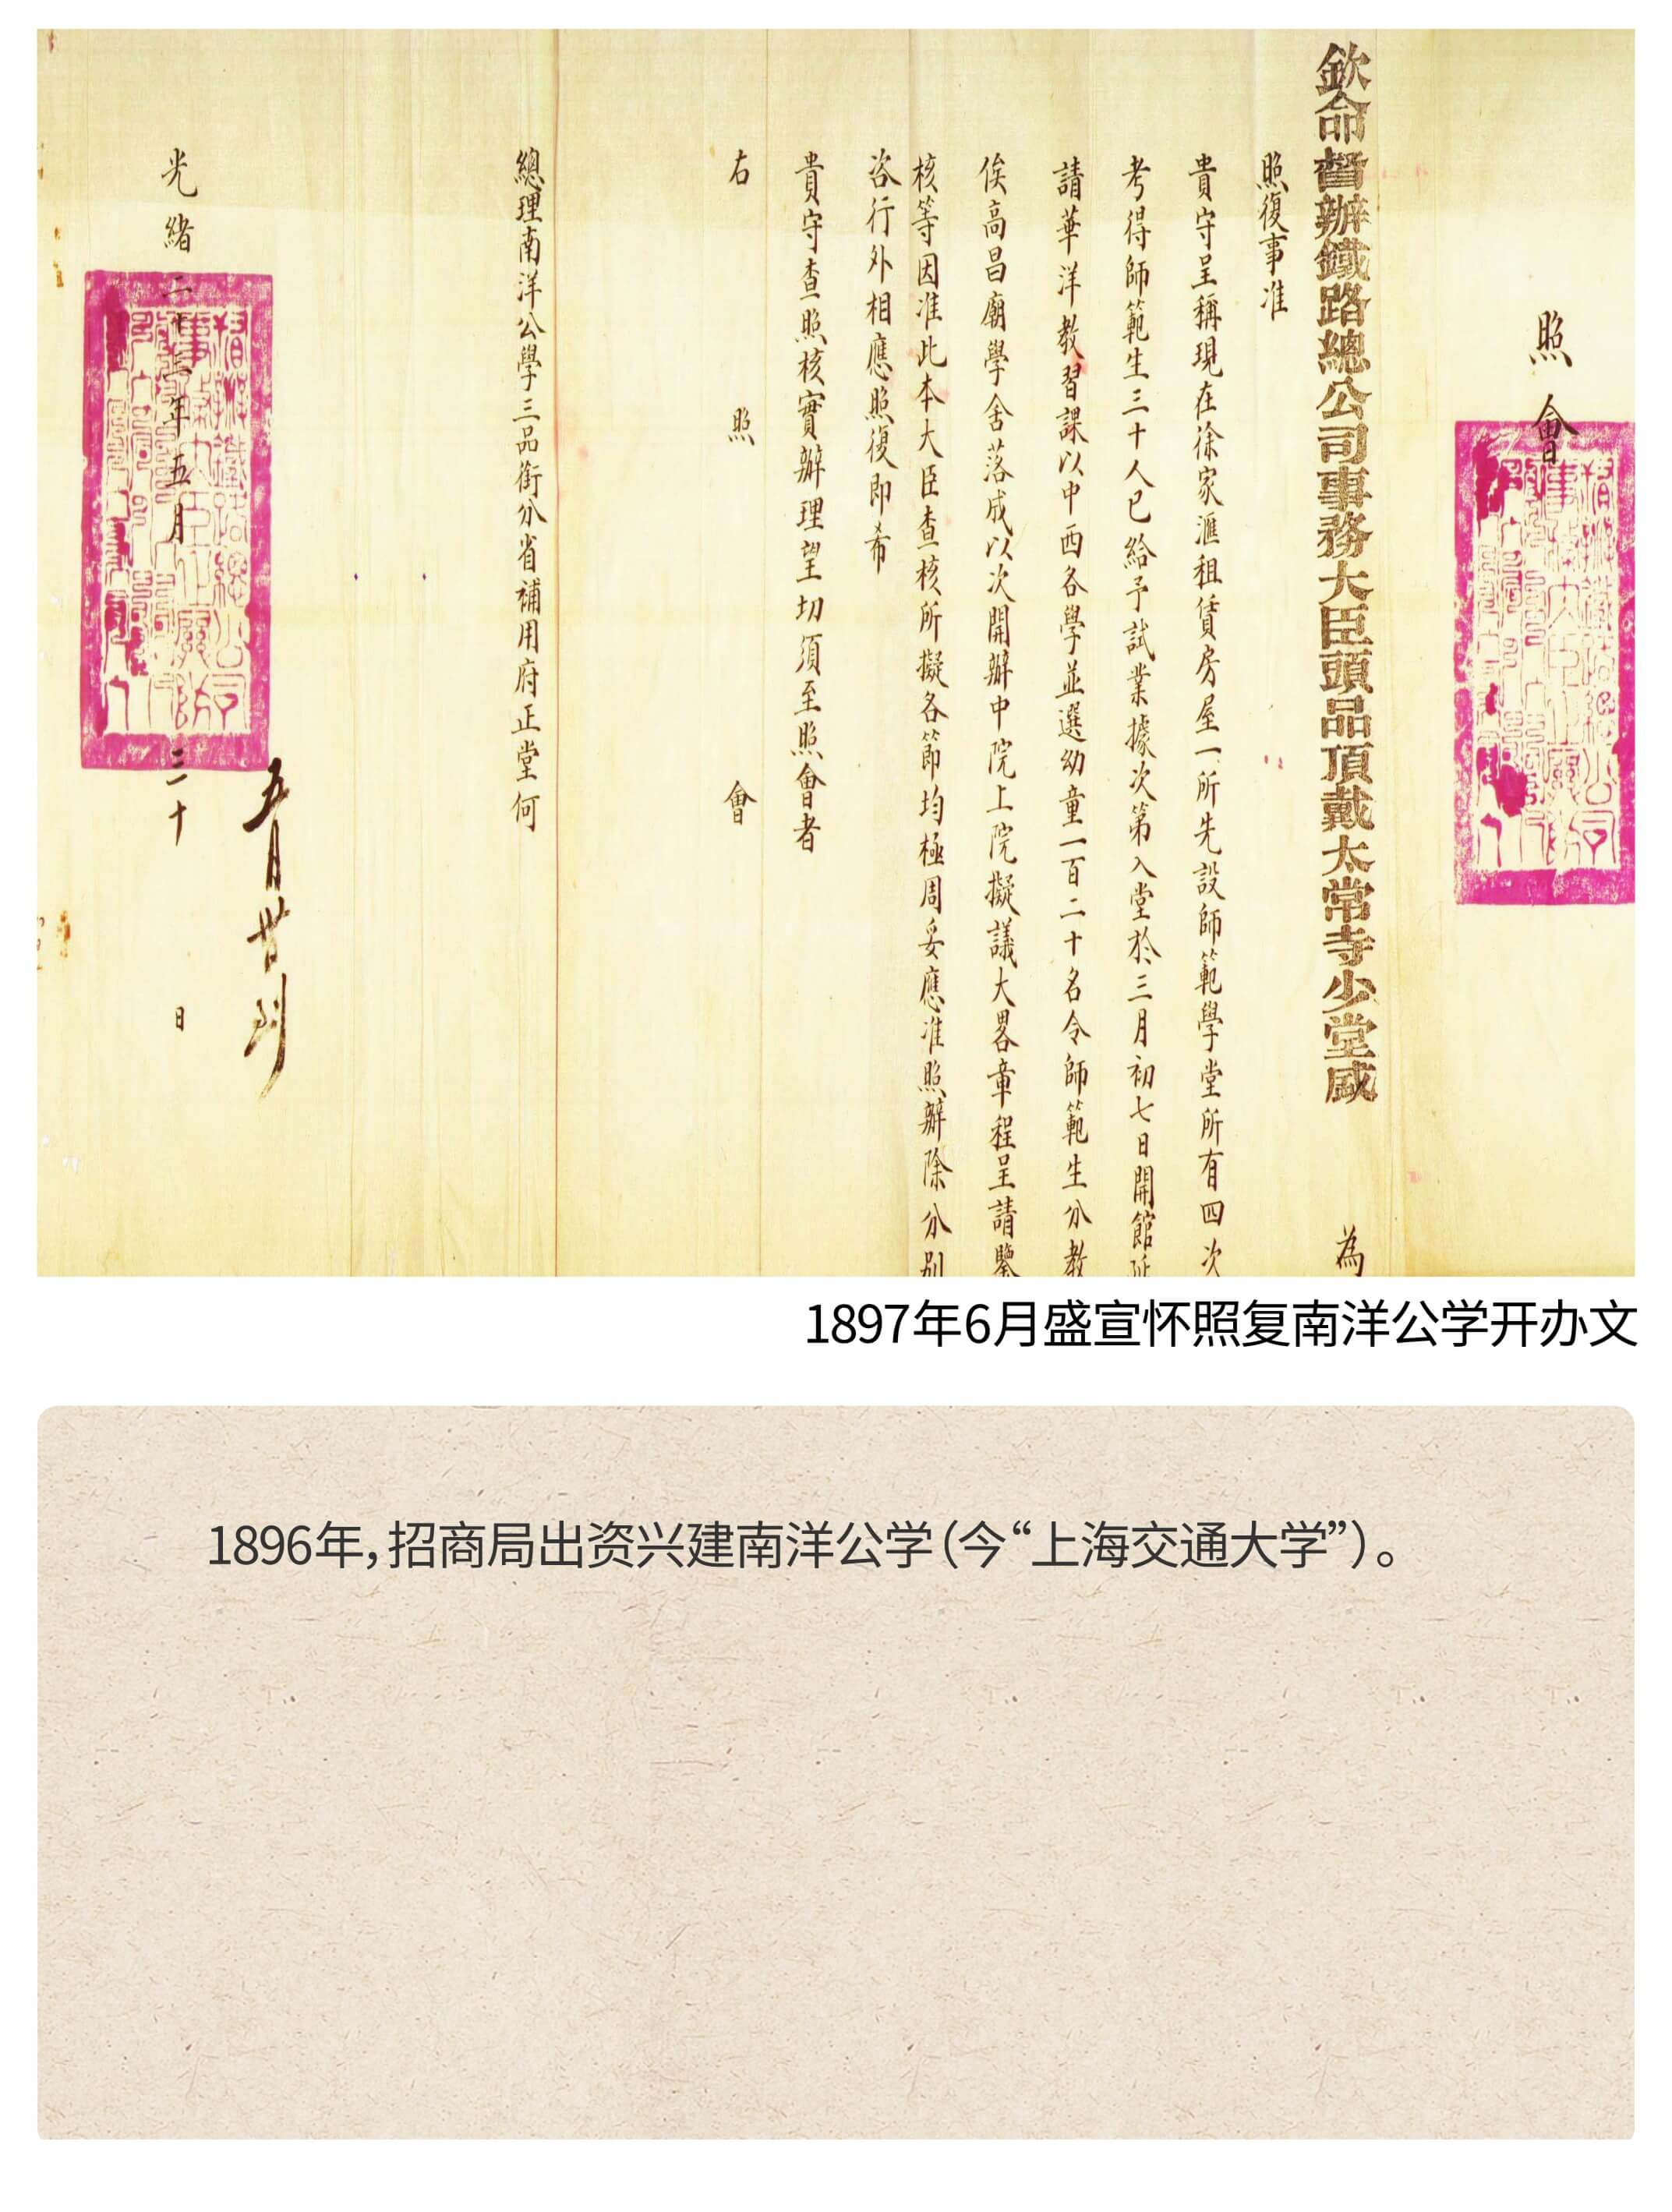 照會
欽命督辦鐵路總公司事務大臣頭品頂戴太常寺少堂盛 為
照復事准
貴守呈稱現在徐家滙租賃房屋一所先設師範學堂所有四次
考得師範生三十人已給予試業據次第入堂於三月初七日開館延
請華洋教習課以中西各學並選幼童一百二十名令師範生分教
俟高昌廟學舍落成以次開辦中院上院擬議大畧章程呈請鑒
核等因准此本大臣查核所擬各節均極周妥應准照辦除分別
咨行外相應照復即希
貴守查照核實辦理望切須至照會者
右照會
總理南洋公學三品銜分省補用府正堂何
光緒二十三年五月三十日
1897年6月盛宣怀照复南洋公学开办文
1896年，招商局出资兴建南洋公学（今“上海交通大学”）。